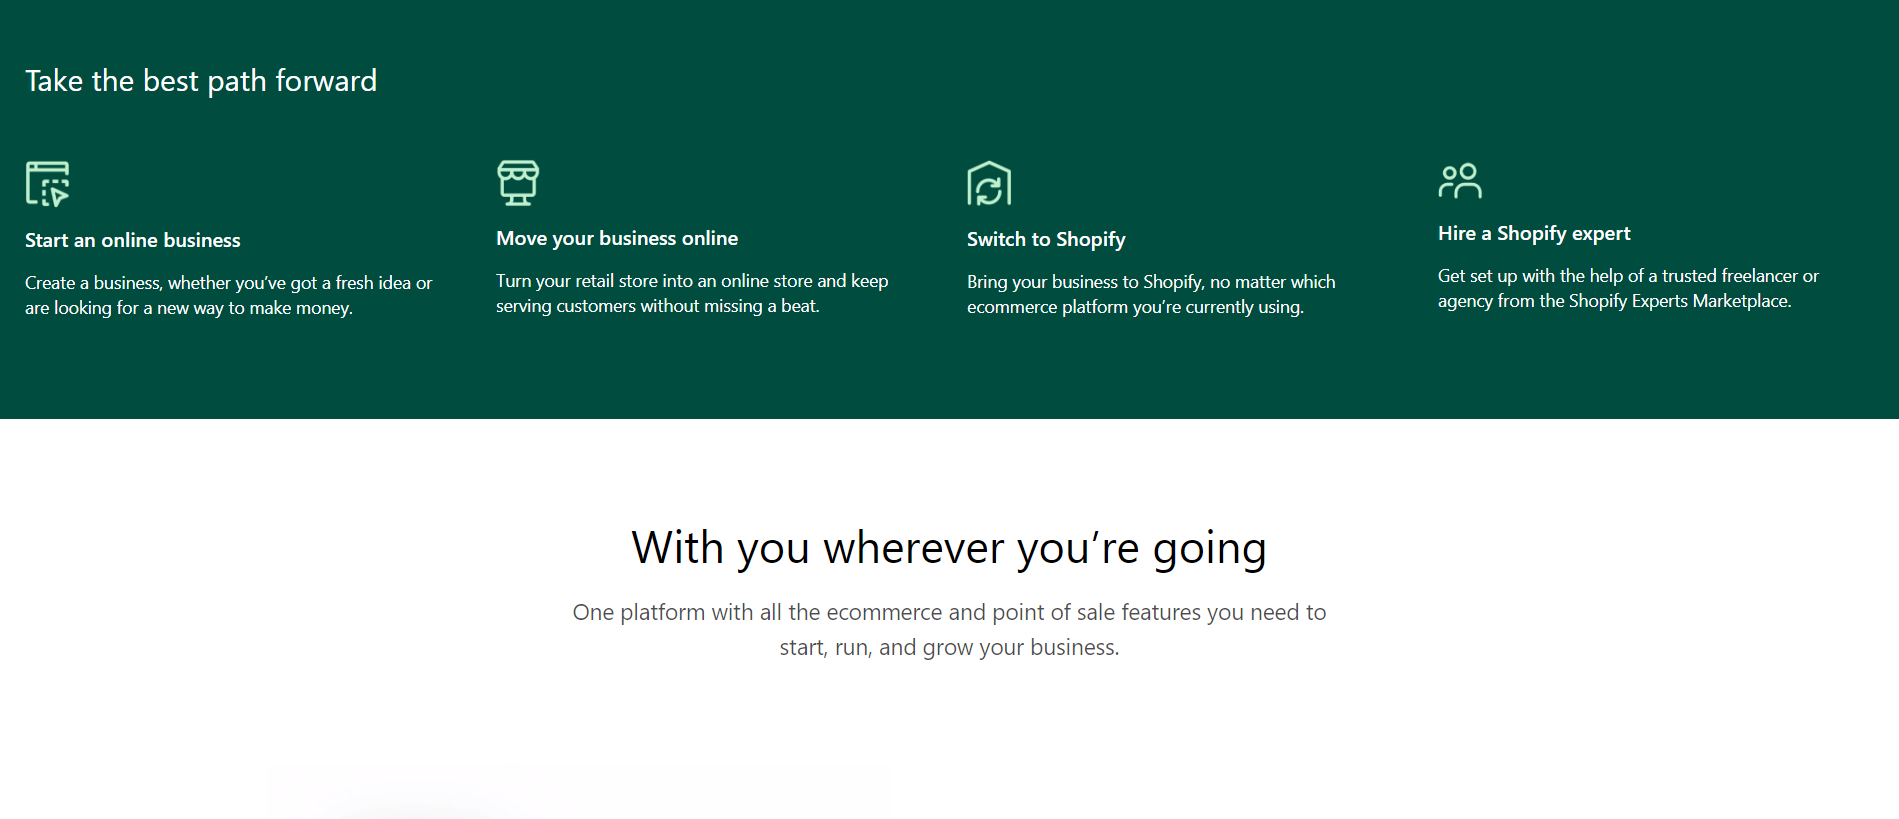 Take the best path forward
Start an online business
Create a business, whether you’ve got a fresh idea or
are looking for a new way to make money.
Move your business online
Turn your retail store into an online store and keep
serving customers without missing a beat.
Switch to Shopify
Bring your business to Shopify, no matter which
ecommerce platform you’re currently using.
Hire a Shopify expert
Get set up with the help of a trusted freelancer or
agency from the Shopify Experts Marketplace.
With you wherever you’re going
One platform with all the ecommerce and point of sale features you need to
start, run, and grow your business.